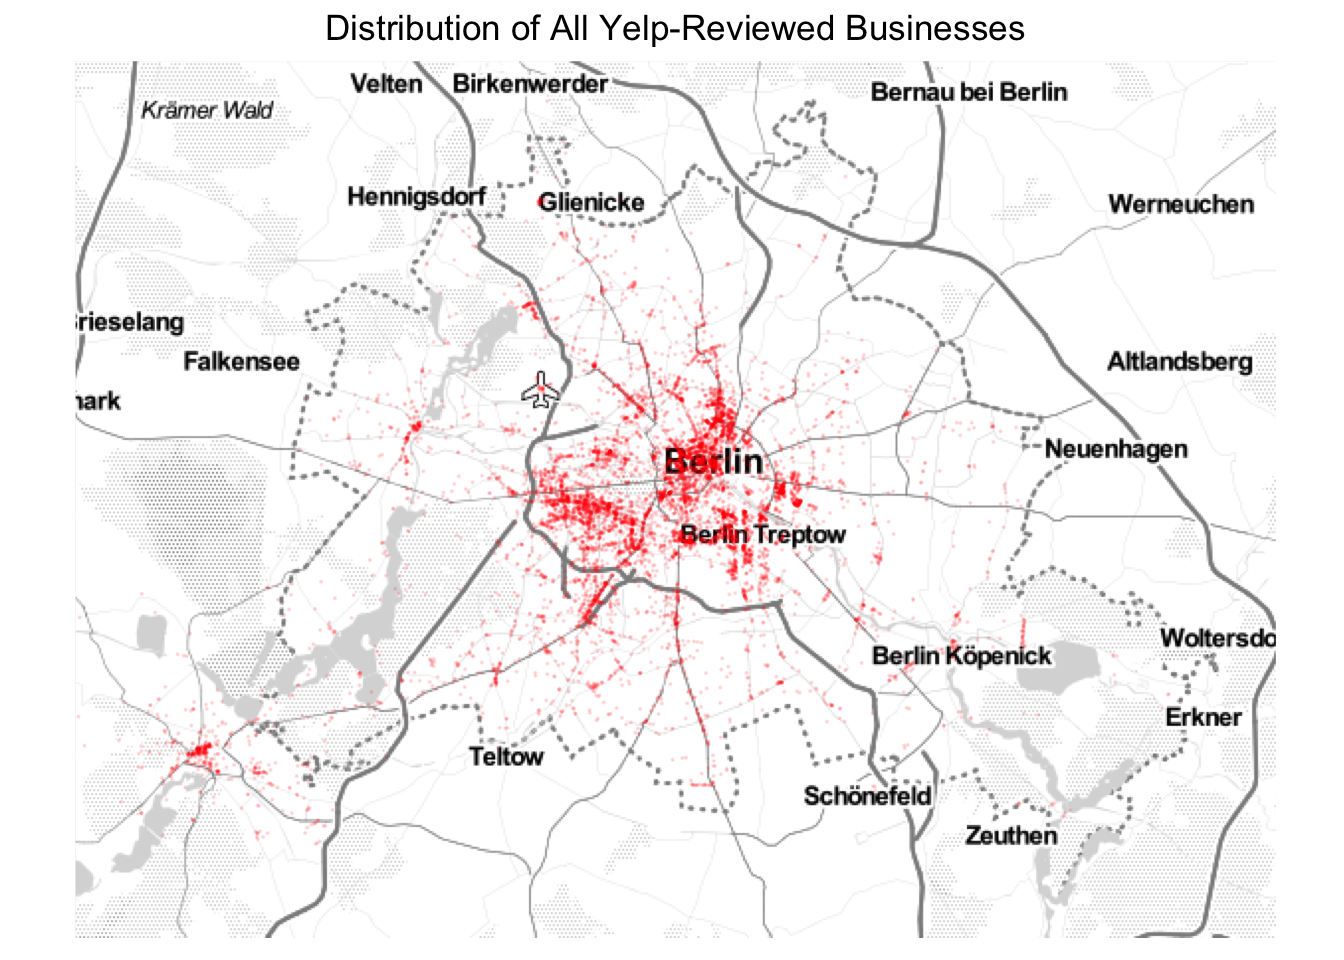 Distribution of All Yelp-Reviewed Businesses
Velten
Birkenwerder
Bernau bei Berlin
Krämer Wald
Hennigsdorf
Glienicke
Werneuchen
rieselang
Falkensee
Altlandsberg
Neuenhagen
Berlin
Berlin Treptow
Woltersdo
Berlin Köpenick
Erkner
Teltow
Schönefeld
Zeuthen